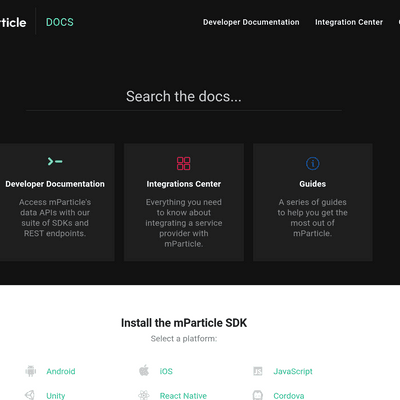 rticle DOCS Developer Documentation Integration Center
Search the docs...
Developer Documentation Integrations Center Guides
Access mParticle's
data APIs with our
suite of SDKs and
REST endpoints.
Everything you need
to know about
integrating a service
provider with
mParticle.
A series of guides
to help you get the
most out of
mParticle.
Install the mParticle SDK
Select a platform:
Android iOS JavaScript
Unity React Native Cordova